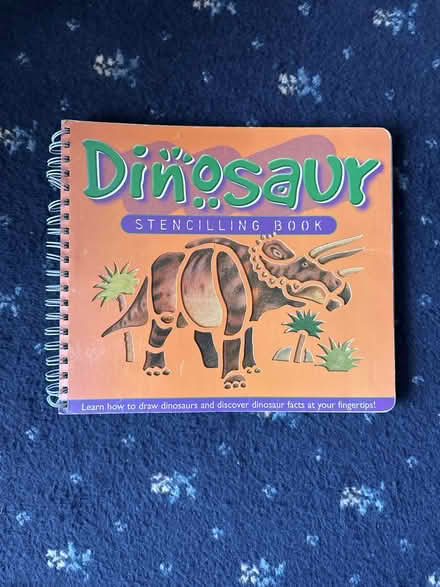 Dinosaur
STENCILLING BOOK
Learn how to draw dinosaurs and discover dinosaur facts at your fingertips!